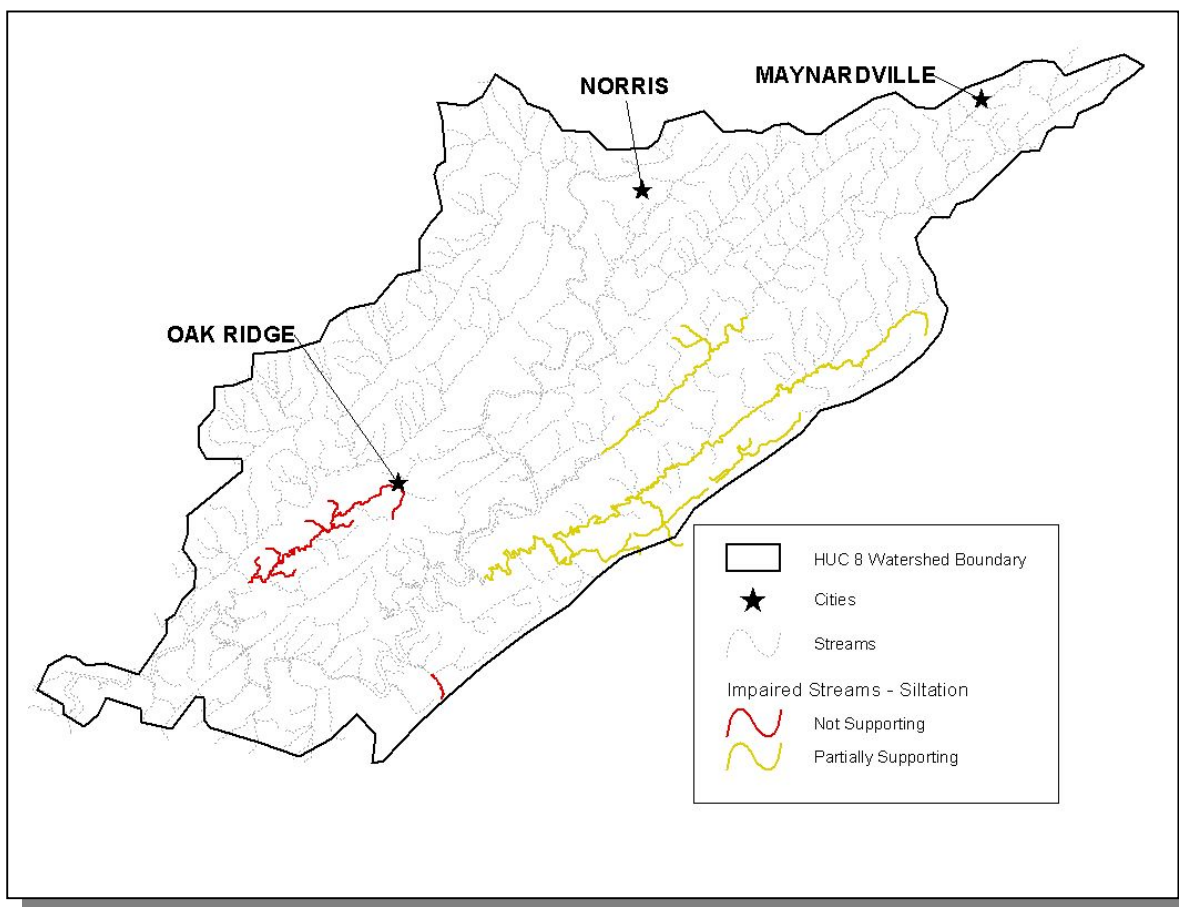 MAYNARDVILLE
NORRIS
OAK RIDGE
HUC 8 Watershed Boundary
Cities
Streams
Impaired Streams - Siltation
Not Supporting
Partially Supporting